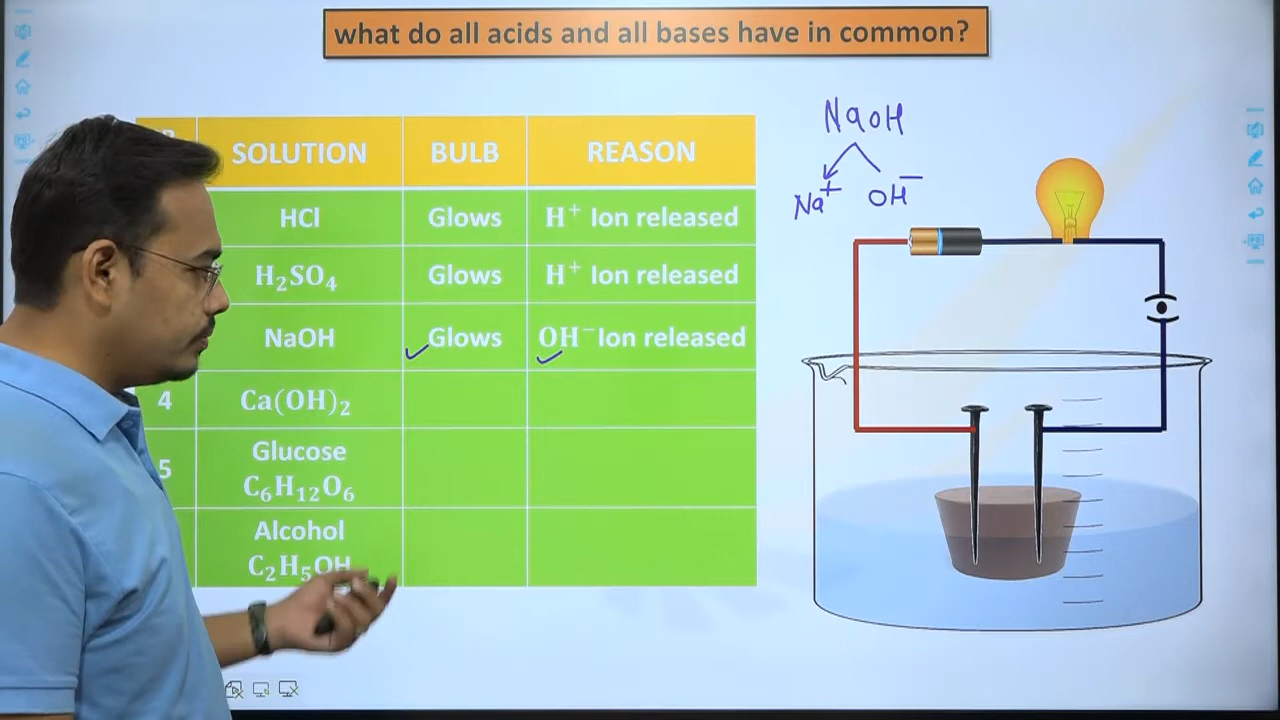 what do all acids and all bases have in common?
SOLUTION BULB REASON
HCl Glows H⁺ Ion released
H₂SO₄ Glows H⁺ Ion released
NaOH Glows OH⁻ Ion released
4 Ca(OH)₂
5 Glucose
C₆H₁₂O₆
Alcohol
C₂H₅OH
NaOH
Na⁺ OH⁻